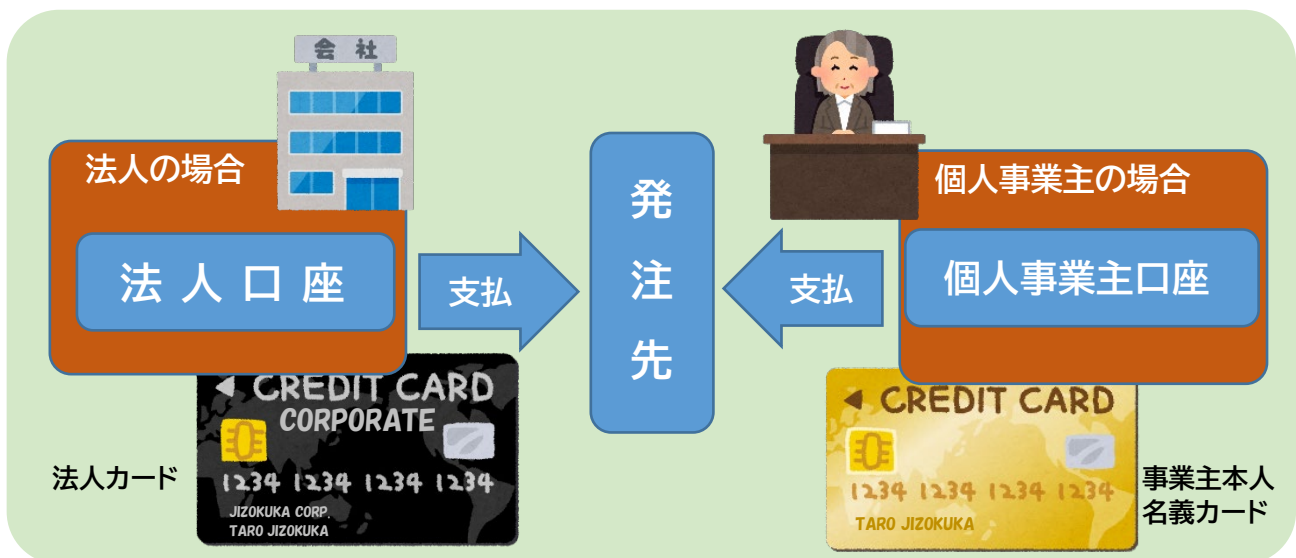 会社
法人の場合
法人口座
支払
発注先
支払
個人事業主の場合
個人事業主口座
CREDIT CARD
CORPORATE
1234 1234 1234 1234
JIZOKUKA CORP.
TARO JIZOKUKA
法人カード
CREDIT CARD
1234 1234 1234 1234
TARO JIZOKUKA
事業主本人
名義カード